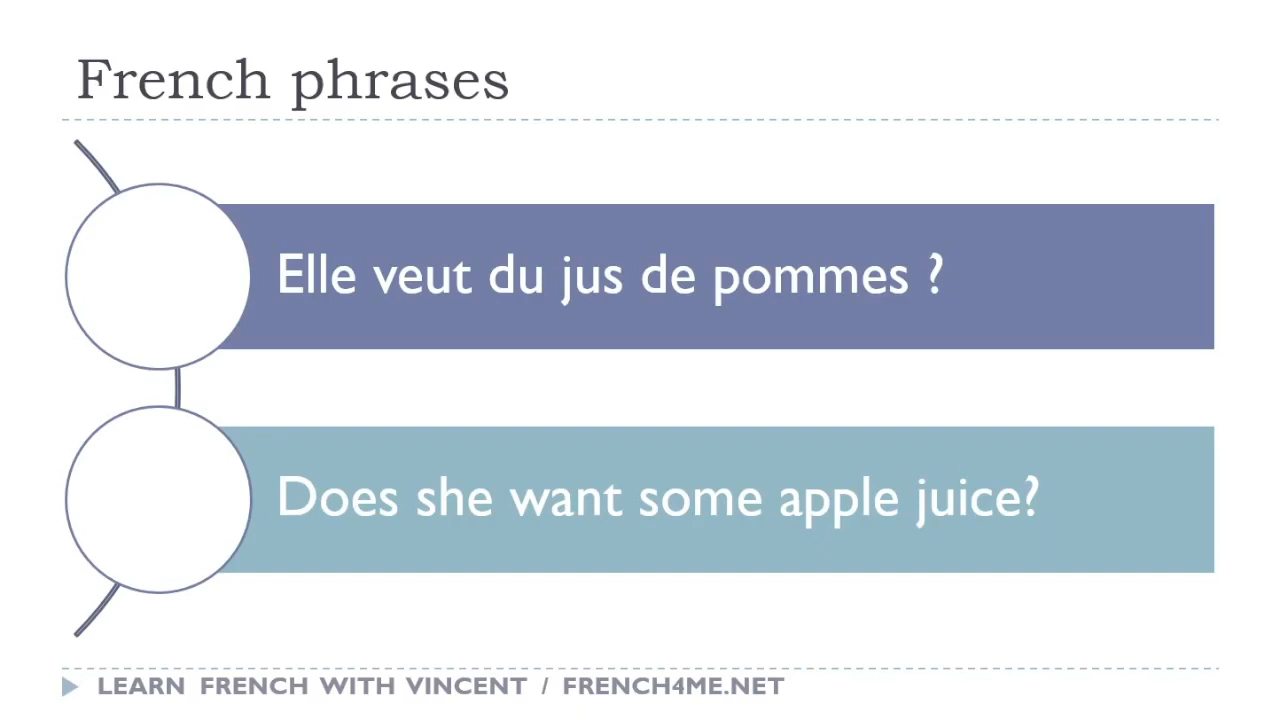 French phrases
Elle veut du jus de pommes ?
Does she want some apple juice?
LEARN FRENCH WITH VINCENT / FRENCH4ME.NET